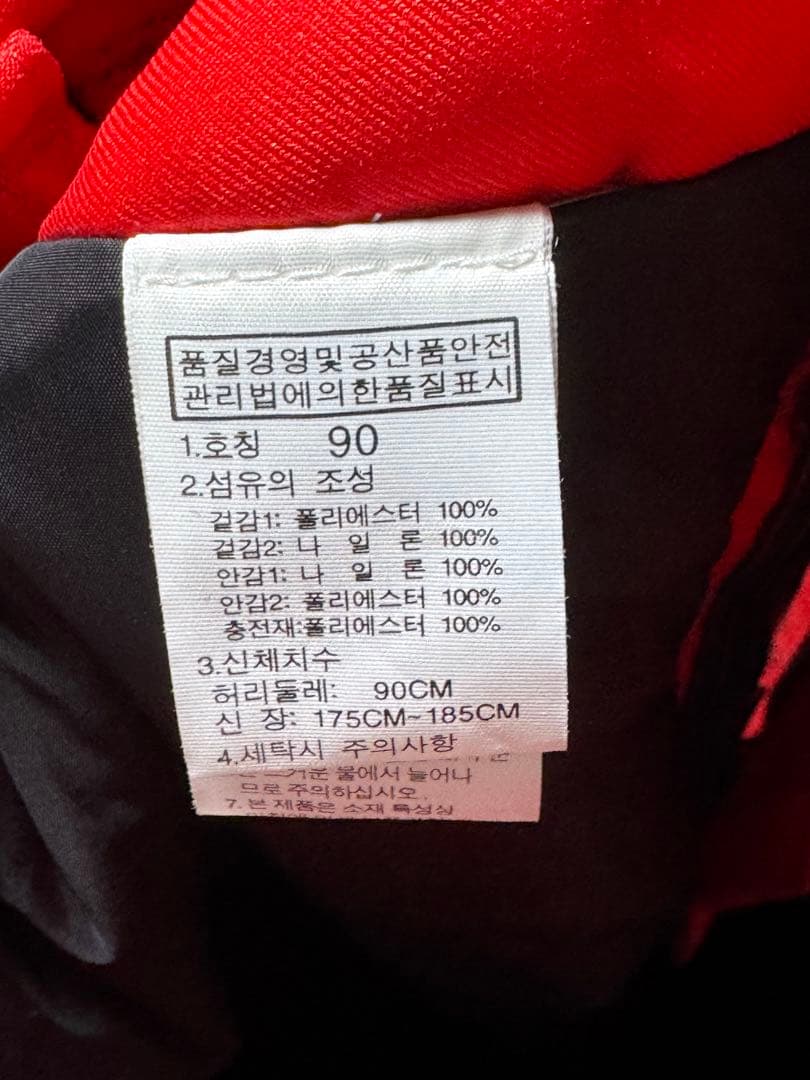 품질경영및공산품안전
관리법에의한품질표시
1.호칭 90
2.섬유의 조성
겉감1: 폴리에스터 100%
겉감2: 나 일 론 100%
안감1: 나 일 론 100%
안감2: 폴리에스터 100%
충전재:폴리에스터 100%
3.신체치수
허리둘레: 90CM
신 장: 175CM~185CM
4.세탁시 주의사항
물에서 늘어나
므로 주의하십시오.
7. 본 제품은 소재 특성상